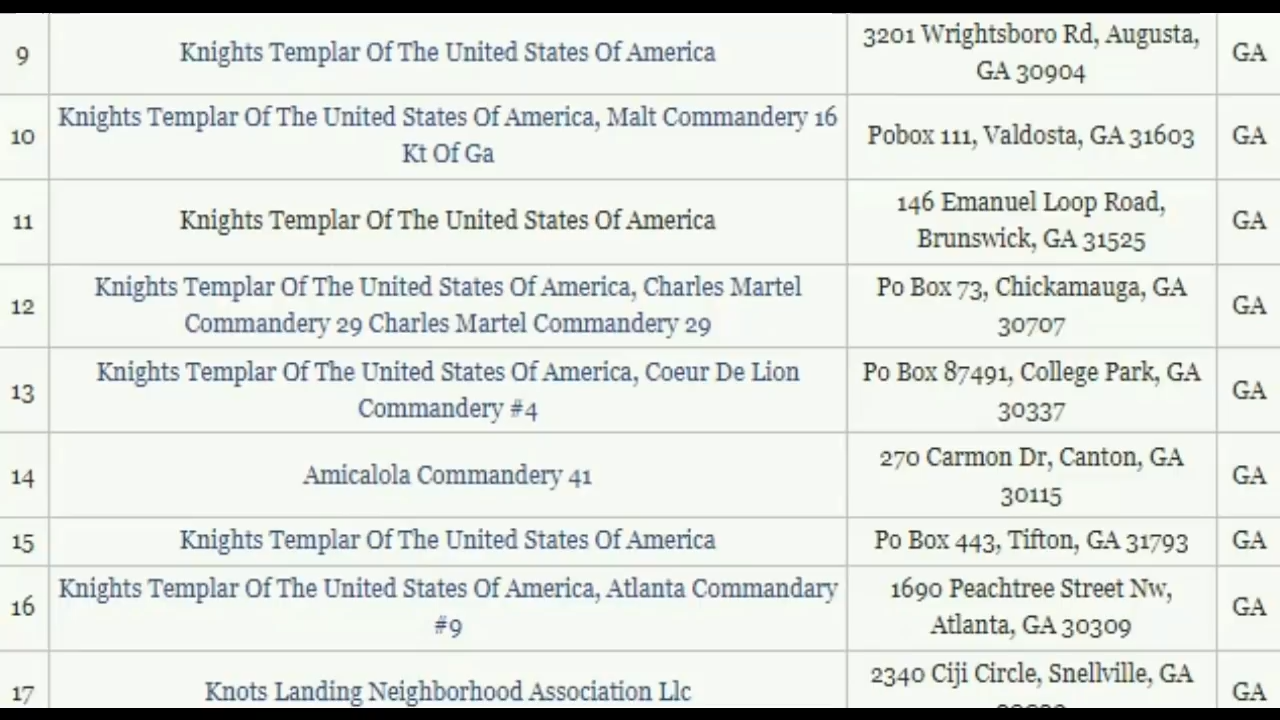 9 Knights Templar Of The United States Of America 3201 Wrightsboro Rd, Augusta, GA
GA 30904
10 Knights Templar Of The United States Of America, Malt Commandery 16 Pobox 111, Valdosta, GA 31603 GA
Kt Of Ga
11 Knights Templar Of The United States Of America 146 Emanuel Loop Road, GA
Brunswick, GA 31525
12 Knights Templar Of The United States Of America, Charles Martel Po Box 73, Chickamauga, GA GA
Commandery 29 Charles Martel Commandery 29 30707
13 Knights Templar Of The United States Of America, Coeur De Lion Po Box 87491, College Park, GA GA
Commandery #4 30337
14 Amicalola Commandery 41 270 Carmon Dr, Canton, GA GA
30115
15 Knights Templar Of The United States Of America Po Box 443, Tifton, GA 31793 GA
16 Knights Templar Of The United States Of America, Atlanta Commandary 1690 Peachtree Street Nw, GA
#9 Atlanta, GA 30309
17 Knots Landing Neighborhood Association Llc 2340 Ciji Circle, Snellville, GA GA